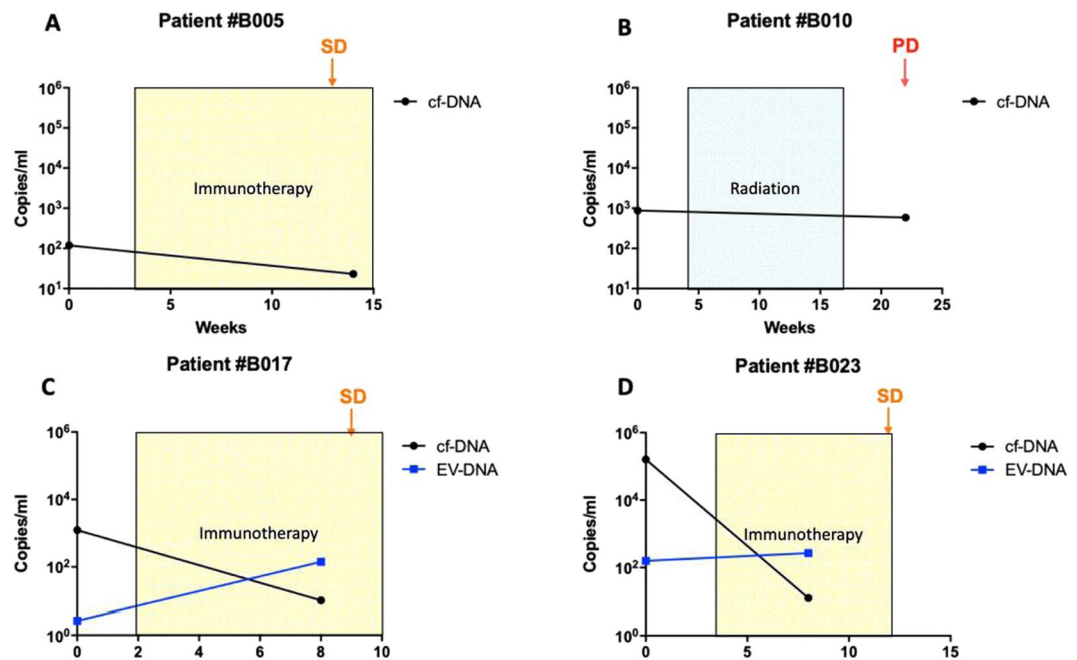 A
Patient #B005
SD
10^6
10^5
10^4
10^3
10^2
10^1
Copies/ml
Immunotherapy
cf-DNA
0 5 10 15
Weeks
B
Patient #B010
PD
10^6
10^5
10^4
10^3
10^2
10^1
Copies/ml
Radiation
cf-DNA
0 5 10 15 20 25
Weeks
C
Patient #B017
SD
10^6
10^4
10^2
10^0
Copies/ml
Immunotherapy
cf-DNA
EV-DNA
0 2 4 6 8 10
D
Patient #B023
SD
10^6
10^4
10^2
10^0
Copies/ml
Immunotherapy
cf-DNA
EV-DNA
0 5 10 15